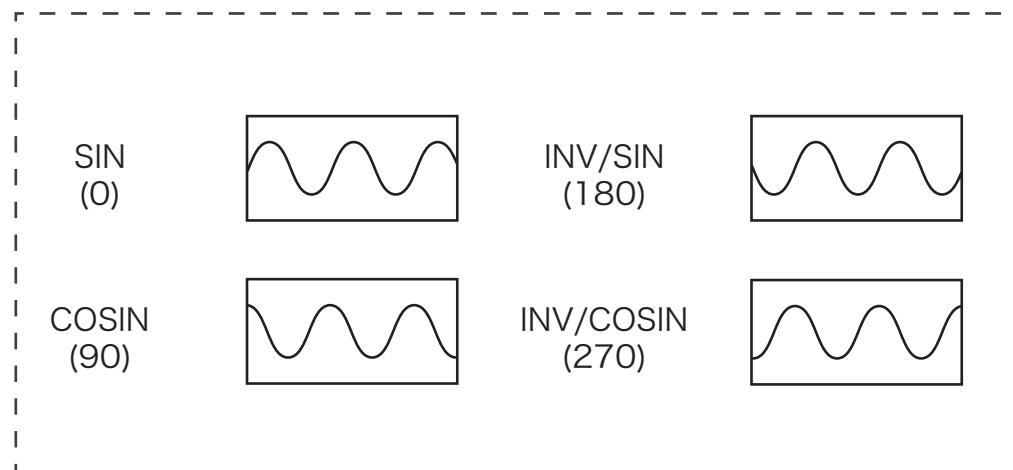 SIN
(0)
INV/SIN
(180)
COSIN
(90)
INV/COSIN
(270)